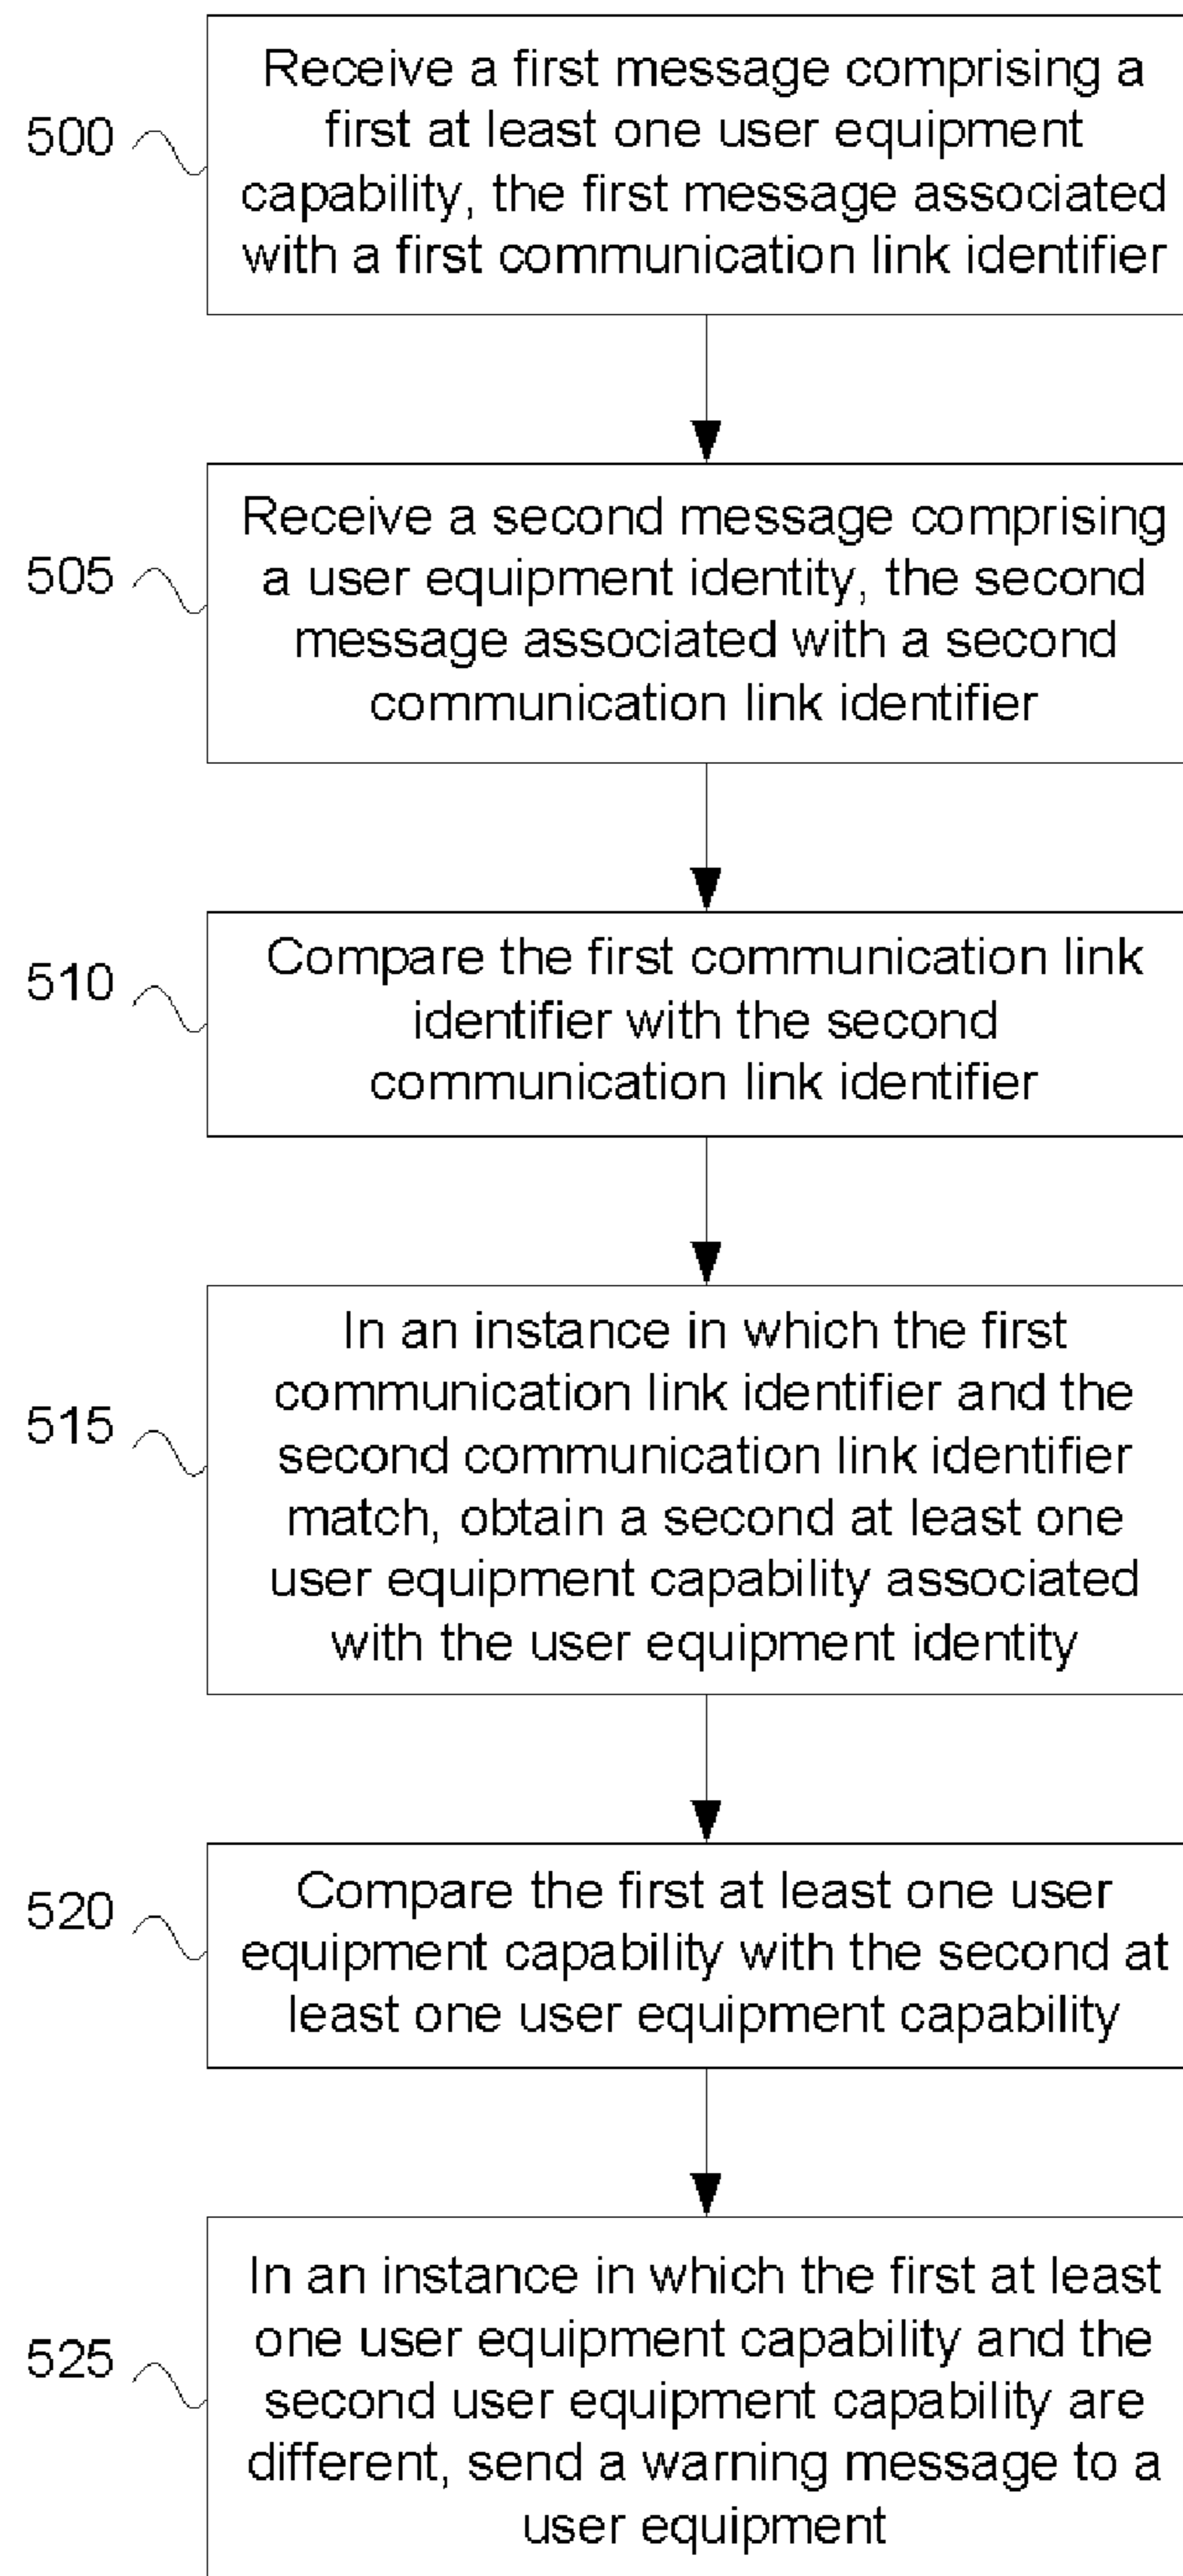 500
Receive a first message comprising a
first at least one user equipment
capability, the first message associated
with a first communication link identifier
505
Receive a second message comprising
a user equipment identity, the second
message associated with a second
communication link identifier
510
Compare the first communication link
identifier with the second
communication link identifier
515
In an instance in which the first
communication link identifier and the
second communication link identifier
match, obtain a second at least one
user equipment capability associated
with the user equipment identity
520
Compare the first at least one user
equipment capability with the second at
least one user equipment capability
525
In an instance in which the first at least
one user equipment capability and the
second user equipment capability are
different, send a warning message to a
user equipment